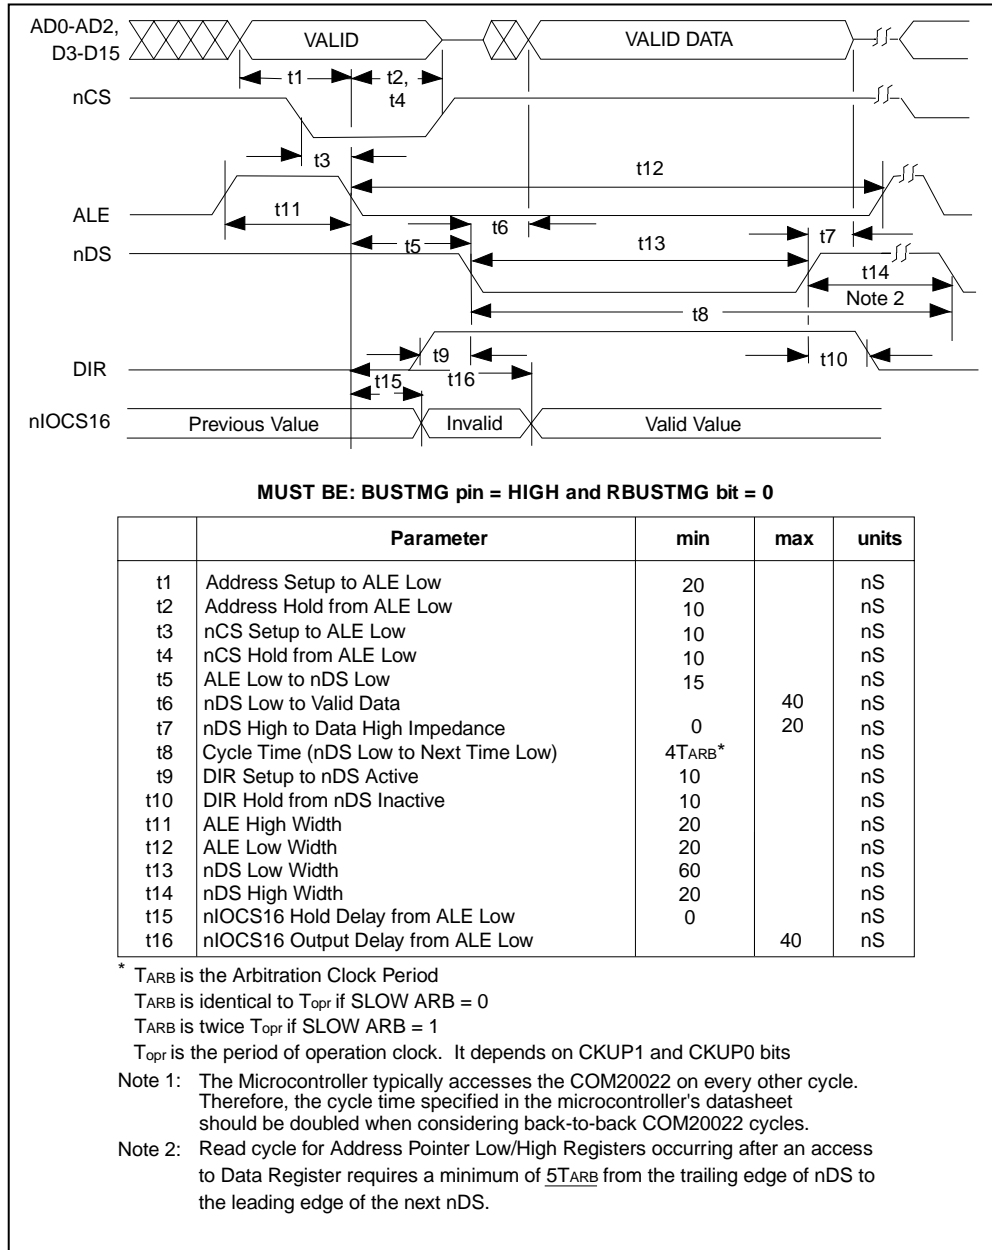 AD0-AD2,
D3-D15
VALID
VALID DATA
t1
t2,
t4
nCS
t3
t12
ALE
t11
t6
t7
nDS
t5
t13
t14
Note 2
t8
DIR
t9
t10
t15
t16
nIOCS16
Previous Value
Invalid
Valid Value
MUST BE: BUSTMG pin = HIGH and RBUSTMG bit = 0
Parameter min max units
t1 Address Setup to ALE Low 20 nS
t2 Address Hold from ALE Low 10 nS
t3 nCS Setup to ALE Low 10 nS
t4 nCS Hold from ALE Low 10 nS
t5 ALE Low to nDS Low 15 nS
t6 nDS Low to Valid Data 40 nS
t7 nDS High to Data High Impedance 0 20 nS
t8 Cycle Time (nDS Low to Next Time Low) 4TARB* nS
t9 DIR Setup to nDS Active 10 nS
t10 DIR Hold from nDS Inactive 10 nS
t11 ALE High Width 20 nS
t12 ALE Low Width 20 nS
t13 nDS Low Width 60 nS
t14 nDS High Width 20 nS
t15 nIOCS16 Hold Delay from ALE Low 0 nS
t16 nIOCS16 Output Delay from ALE Low 40 nS
* TARB is the Arbitration Clock Period
TARB is identical to Topr if SLOW ARB = 0
TARB is twice Topr if SLOW ARB = 1
Topr is the period of operation clock. It depends on CKUP1 and CKUP0 bits
Note 1: The Microcontroller typically accesses the COM20022 on every other cycle.
Therefore, the cycle time specified in the microcontroller's datasheet
should be doubled when considering back-to-back COM20022 cycles.
Note 2: Read cycle for Address Pointer Low/High Registers occurring after an access
to Data Register requires a minimum of 5TARB from the trailing edge of nDS to
the leading edge of the next nDS.